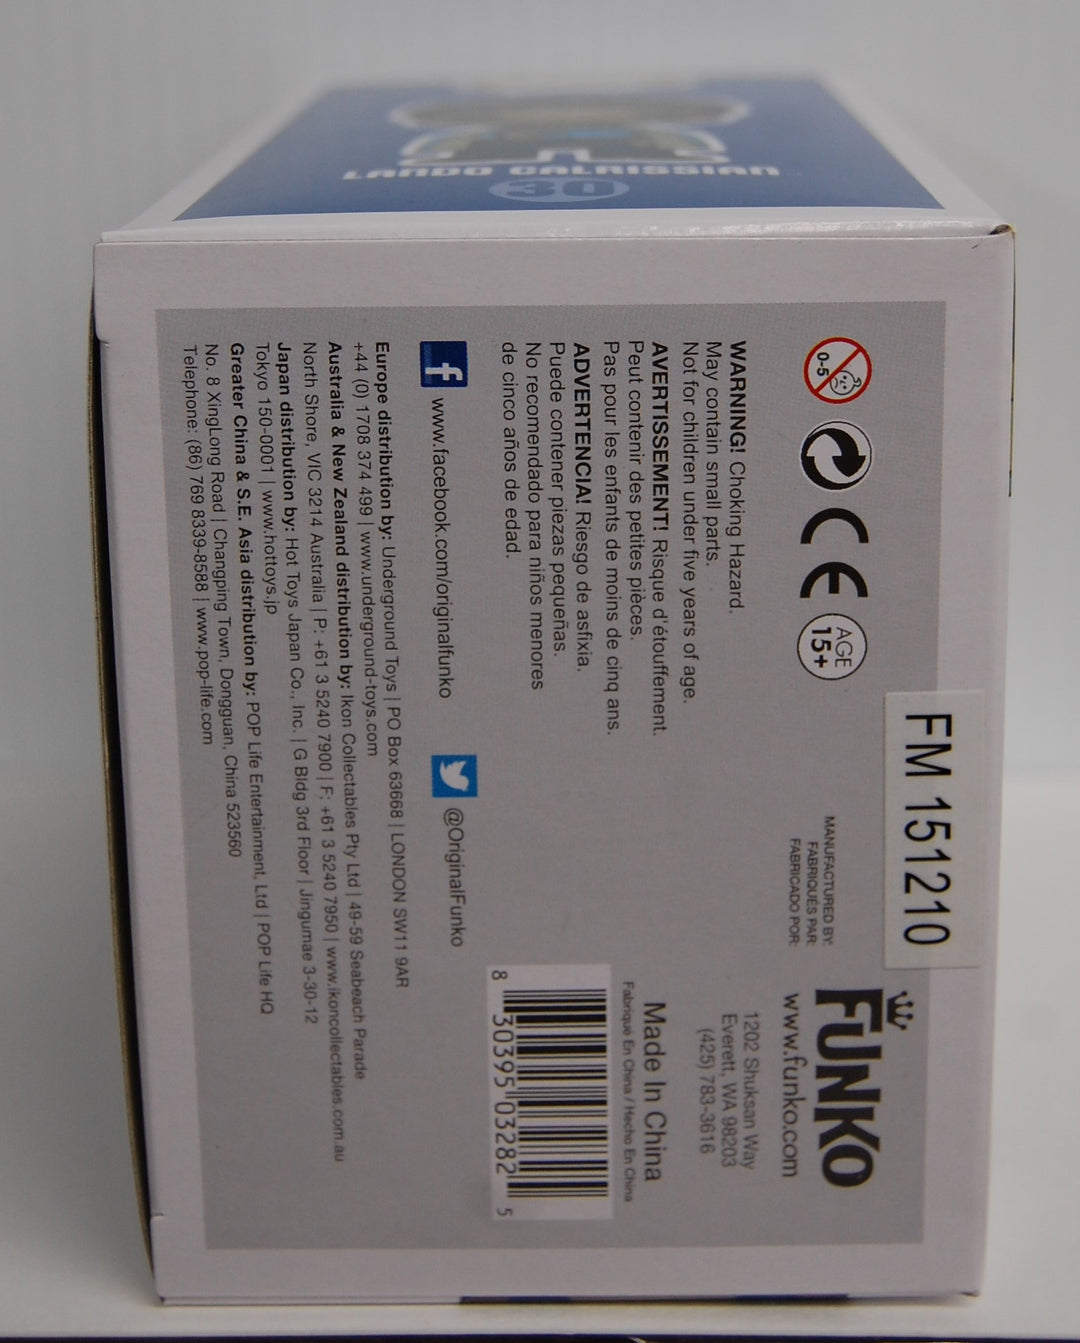 LANDO CALRISSIAN
30
0-5
CE
AGE
15+
FM 151210
WARNING! Choking Hazard.
May contain small parts.
Not for children under five years of age.
AVERTISSEMENT! Risque d'étouffement.
Peut contenir des petites pièces.
Pas pour les enfants de moins de cinq ans.
ADVERTENCIA! Riesgo de asfixia.
Puede contener piezas pequeñas.
No recomendado para niños menores
de cinco años de edad.
MANUFACTURED BY:
FABRIQUÉS PAR:
FABRICADO POR:
FUNKO
www.funko.com
1202 Shuksan Way
Everett, WA 98203
(425) 783-3616
Made In China
Fabriqué En China / Hecho En China
8 30395 03282 5
f www.facebook.com/originalfunko
@OriginalFunko
Europe distribution by: Underground Toys | PO Box 63668 | LONDON SW11 9AR
+44 (0) 1708 374 499 | www.underground-toys.com
Australia & New Zealand distribution by: Ikon Collectables Pty Ltd | 49-59 Seabeach Parade
North Shore, VIC 3214 Australia | P: +61 3 5240 7900 | F: +61 3 5240 7950 | www.ikoncollectables.com.au
Japan distribution by: Hot Toys Japan Co., Inc. | G Bldg 3rd Floor | Jingumae 3-30-12
Tokyo 150-0001 | www.hottoys.jp
Greater China & S.E. Asia distribution by: POP Life Entertainment, Ltd | POP Life HQ
No. 8 XingLong Road | Changping Town, Dongguan, China 523560
Telephone: (86) 769 8339-8588 | www.pop-life.com